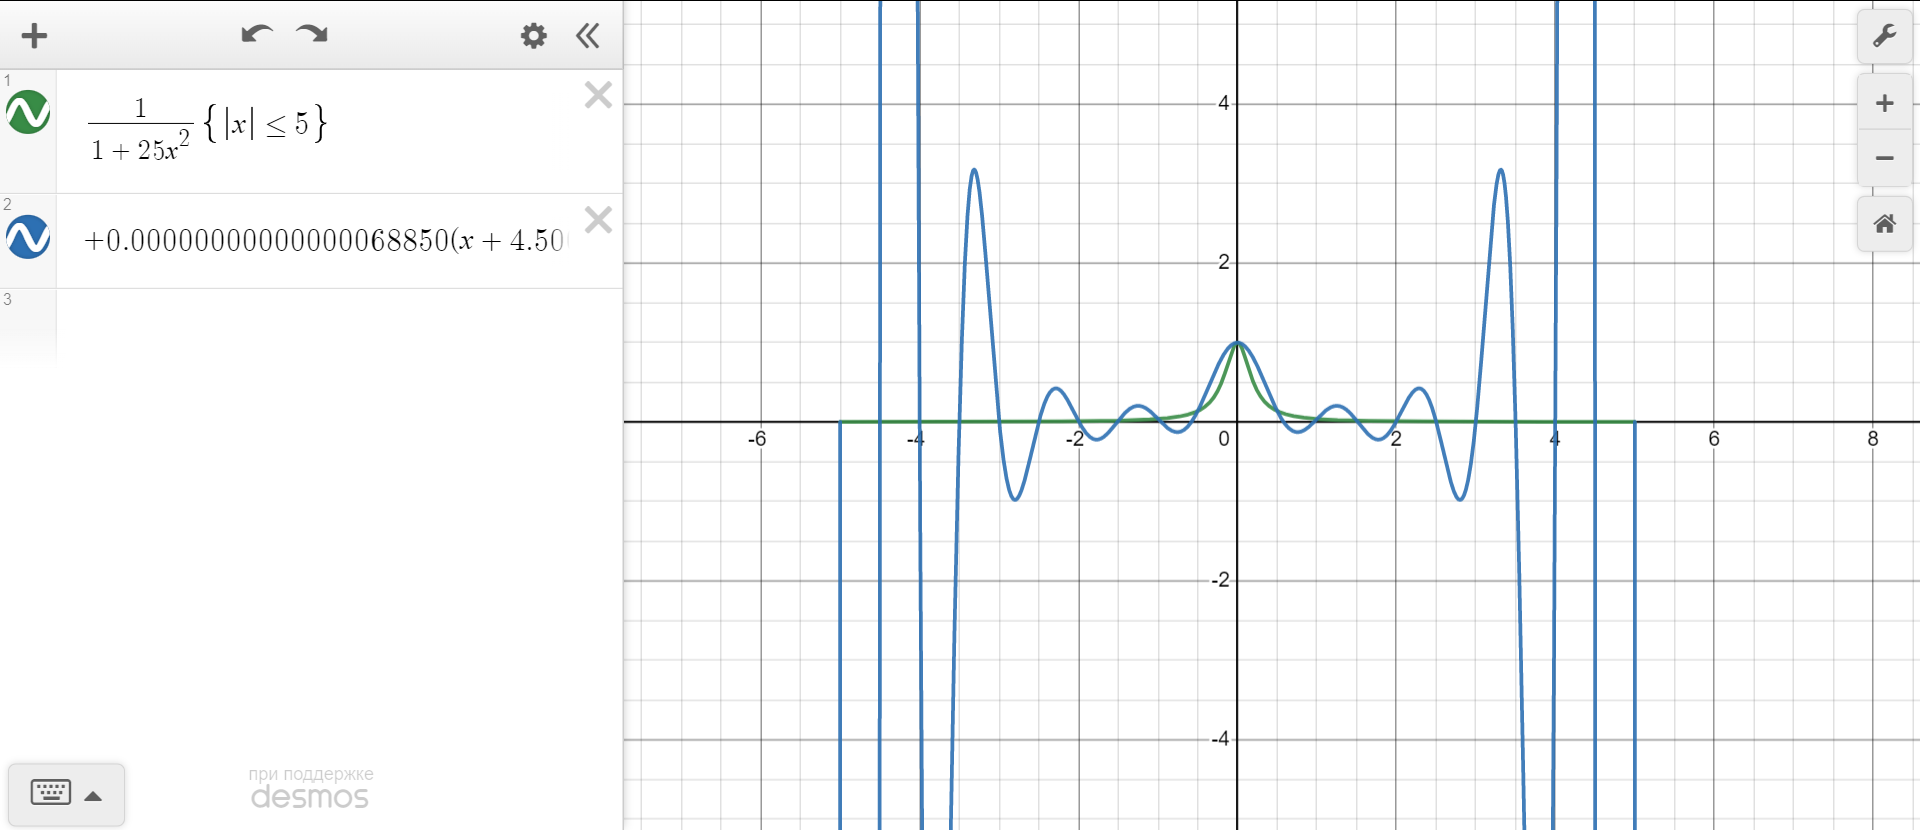 1
1
1 + 25x² {|x| ≤ 5}
2
+0.00000000000000068850(x + 4.50
3
при поддержке
desmos
4
2
-6 -4 -2 0 2 4 6 8
-2
-4